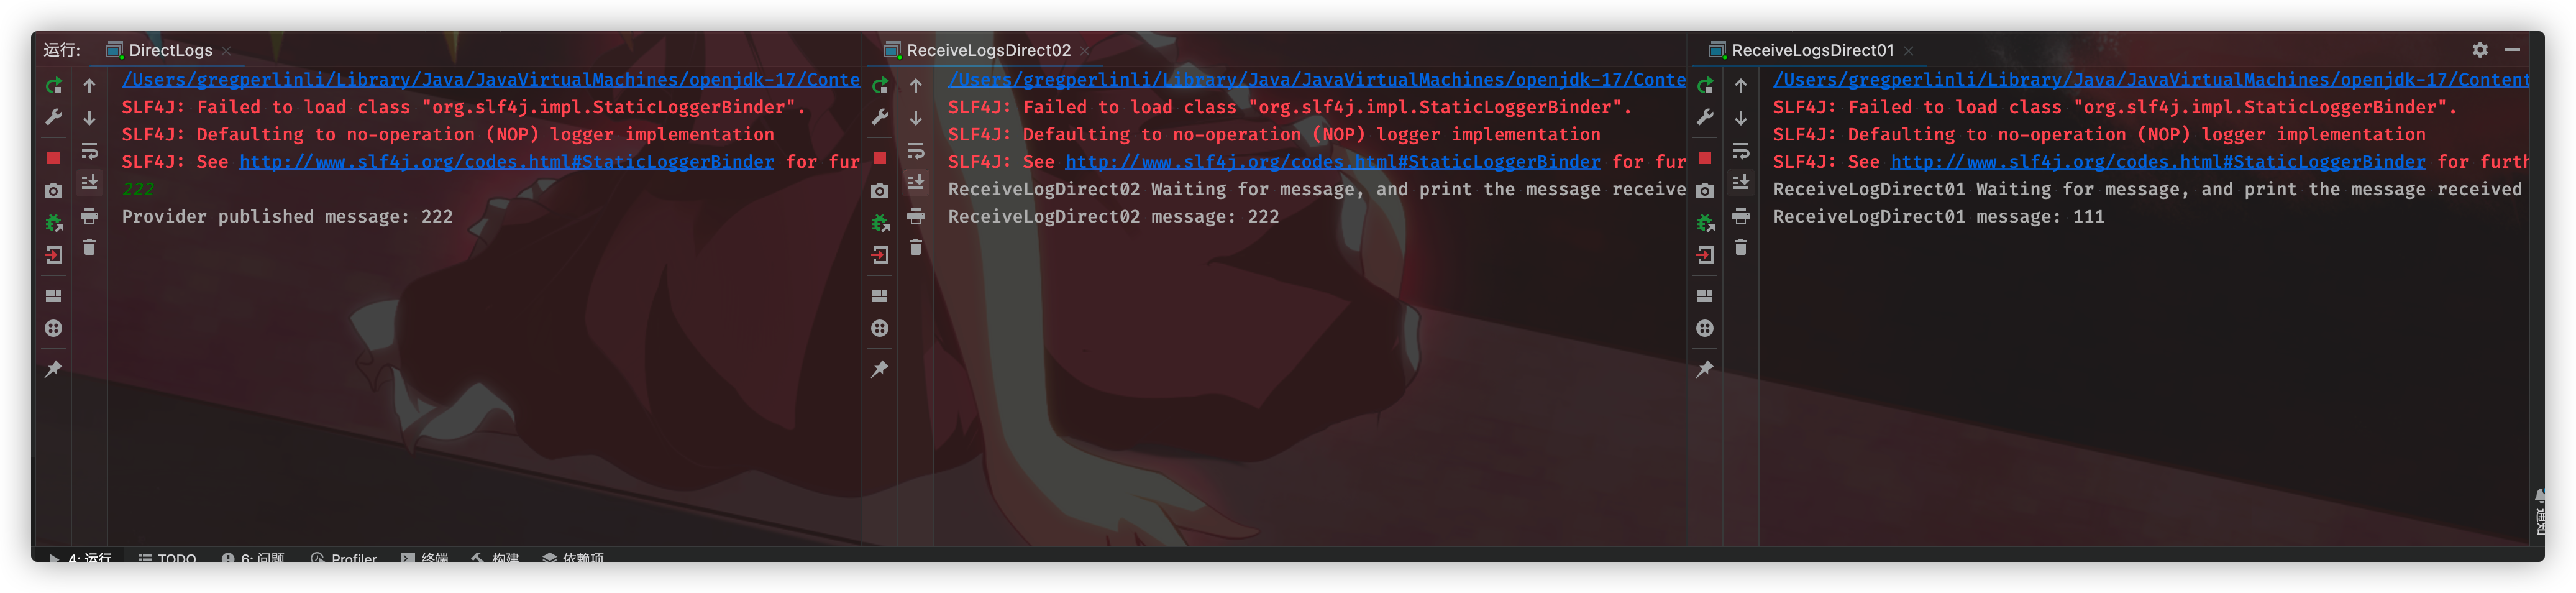 运行: DirectLogs ReceiveLogsDirect02 ReceiveLogsDirect01
/Users/gregperlinli/Library/Java/JavaVirtualMachines/openjdk-17/Conte
SLF4J: Failed to load class "org.slf4j.impl.StaticLoggerBinder".
SLF4J: Defaulting to no-operation (NOP) logger implementation
SLF4J: See http://www.slf4j.org/codes.html#StaticLoggerBinder for fur
222
Provider published message: 222
/Users/gregperlinli/Library/Java/JavaVirtualMachines/openjdk-17/Conte
SLF4J: Failed to load class "org.slf4j.impl.StaticLoggerBinder".
SLF4J: Defaulting to no-operation (NOP) logger implementation
SLF4J: See http://www.slf4j.org/codes.html#StaticLoggerBinder for fur
ReceiveLogDirect02 Waiting for message, and print the message receive
ReceiveLogDirect02 message: 222
/Users/gregperlinli/Library/Java/JavaVirtualMachines/openjdk-17/Content
SLF4J: Failed to load class "org.slf4j.impl.StaticLoggerBinder".
SLF4J: Defaulting to no-operation (NOP) logger implementation
SLF4J: See http://www.slf4j.org/codes.html#StaticLoggerBinder for furth
ReceiveLogDirect01 Waiting for message, and print the message received
ReceiveLogDirect01 message: 111
通知
4: 运行 TODO 6: 问题 Profiler 终端 构建 依赖项